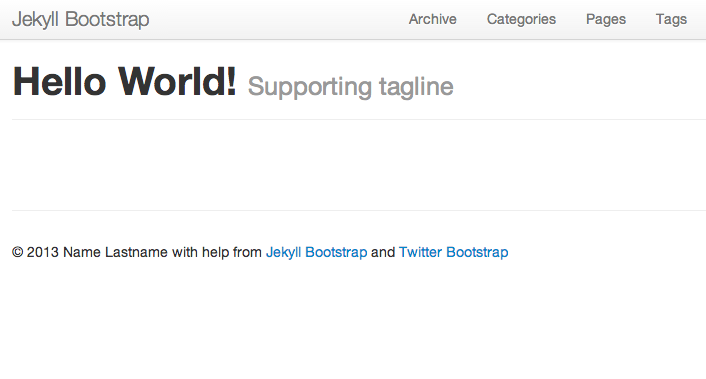 Jekyll Bootstrap Archive Categories Pages Tags
Hello World! Supporting tagline
© 2013 Name Lastname with help from Jekyll Bootstrap and Twitter Bootstrap